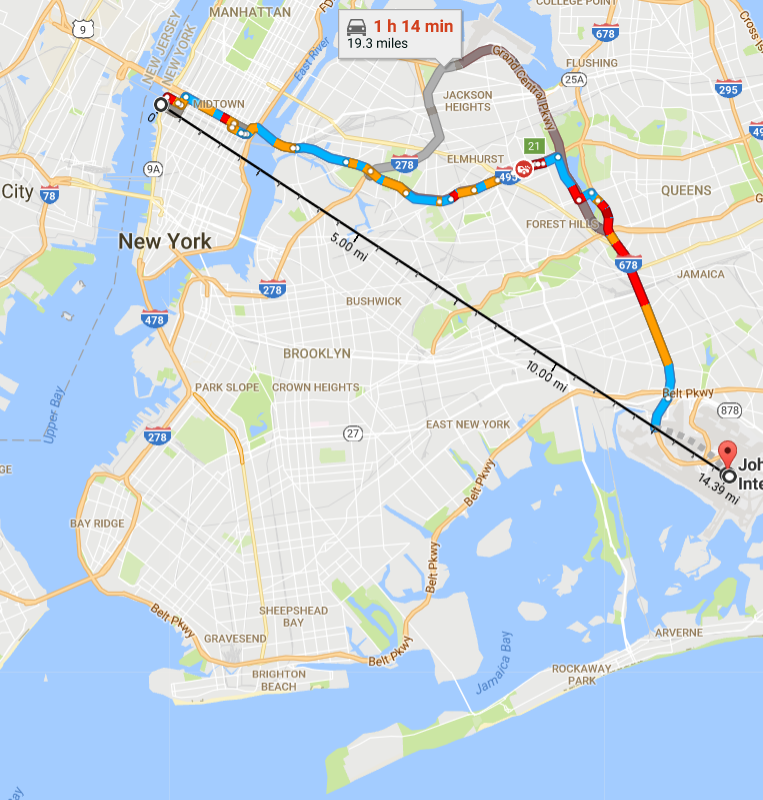 MANHATTAN
COLLEGE POINT
9
NEW JERSEY
NEW YORK
FD
1 h 14 min
19.3 miles
678
Cross Is
East River
Grand Central Pkwy
FLUSHING
25A
295
MIDTOWN
JACKSON
HEIGHTS
0.
495
9A
278
ELMHURST
21
495
QUEENS
City
78
New York
5.00 mi
FOREST HILLS
678
JAMAICA
278
BUSHWICK
478
BROOKLYN
10.00 mi
PARK SLOPE
CROWN HEIGHTS
Belt Pkwy
878
Upper Bay
278
27
EAST NEW YORK
Joh
Inte
14.39 mi
GE
Belt Pkwy
BAY RIDGE
Belt Pkwy
Belt Pkwy
SHEEPSHEAD
BAY
GRAVESEND
Belt Pkwy
ARVERNE
BRIGHTON
BEACH
Jamaica Bay
ROCKAWAY
PARK